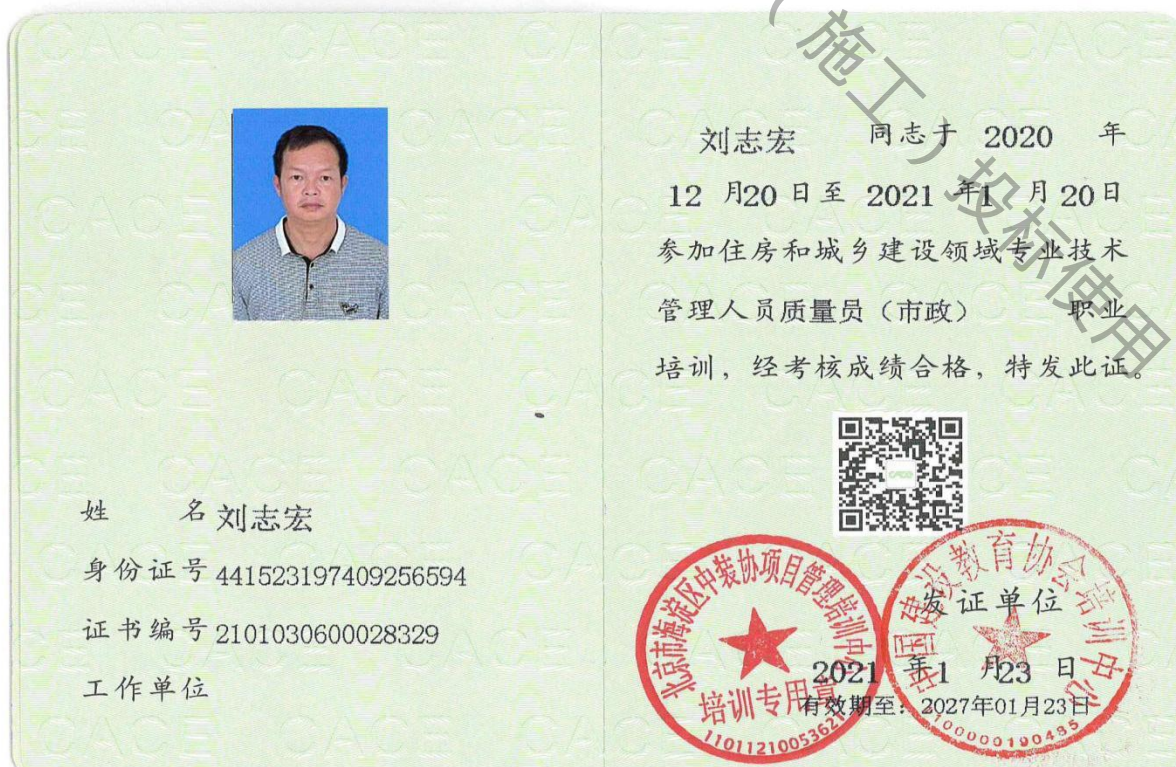 （施工）投标使用
刘志宏 同志于 2020 年
12 月20 日至 2021 年1 月 20日
参加住房和城乡建设领域专业技术
管理人员质量员（市政） 职业
培训，经考核成绩合格，特发此证。
姓 名 刘志宏
身份证号 441523197409256594
证书编号 2101030600028329
工作单位
北京市海淀区中装协项目管理培训中心
培训专用章
中国建设教育协会培训中心
发证单位
2021 年1 月23 日
有效期至：2027年01月23日
CACE